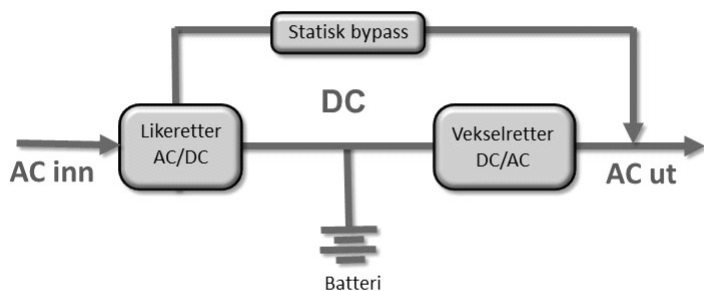 Statisk bypass
DC
Likeretter
AC/DC
Vekselretter
DC/AC
AC inn
AC ut
Batteri